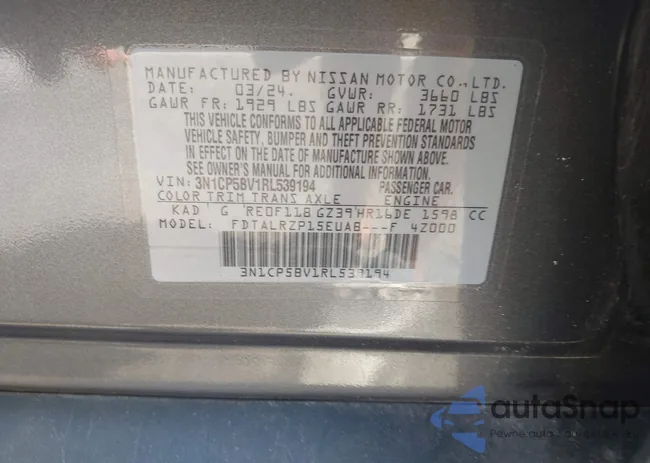 MANUFACTURED BY NISSAN MOTOR CO.,LTD.
DATE: 03/24. GVWR: 3660 LBS
GAWR FR: 1929 LBS GAWR RR: 1731 LBS
THIS VEHICLE CONFORMS TO ALL APPLICABLE FEDERAL MOTOR
VEHICLE SAFETY, BUMPER AND THEFT PREVENTION STANDARDS
IN EFFECT ON THE DATE OF MANUFACTURE SHOWN ABOVE.
SEE OWNER'S MANUAL FOR ADDITIONAL INFORMATION.
VIN: 3N1CP5BV1RL539194 PASSENGER CAR.
COLOR TRIM TRANS AXLE ENGINE
KAD G RE0F11B GZ39 HR16DE 1598 CC
MODEL: FDTALRZP15EUAB---F 4Z000
3N1CP5BV1RL539194
autaSnap
Pewne auta